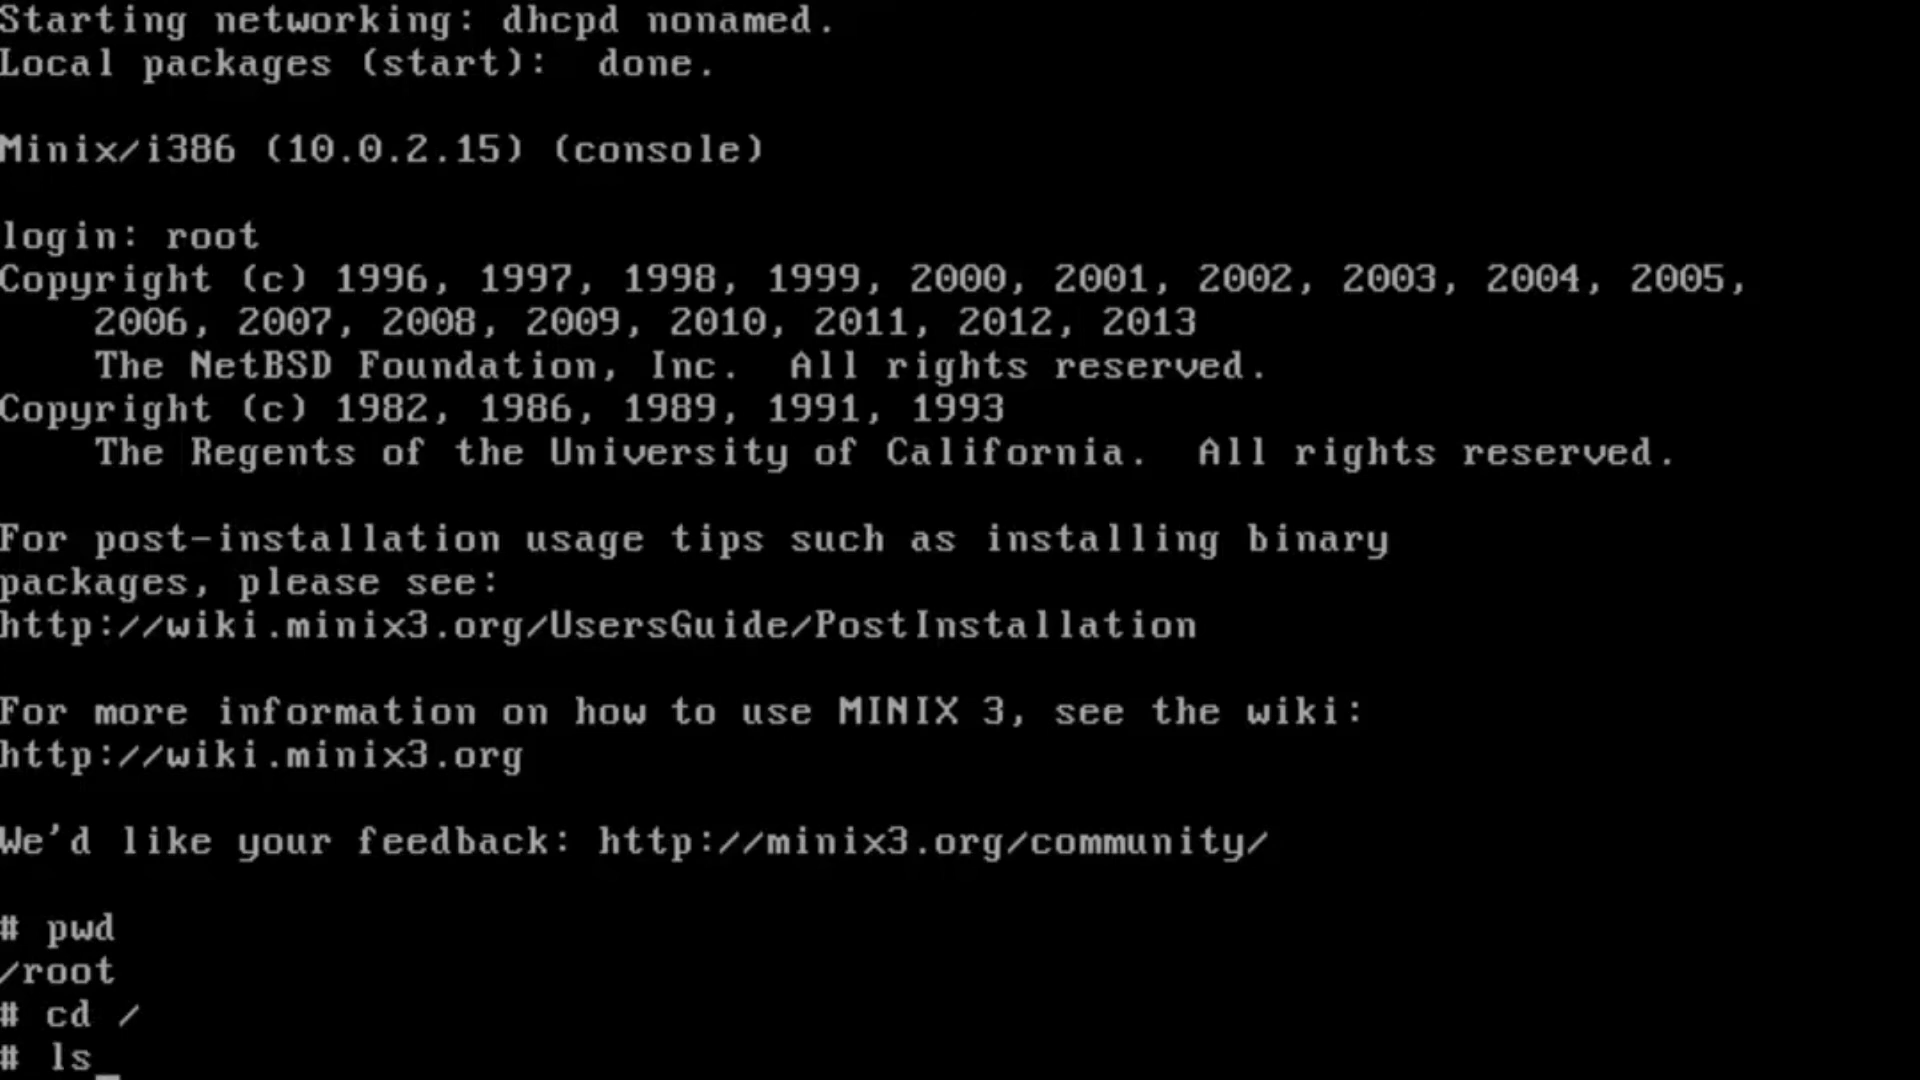 Starting networking: dhcpd nonamed.
Local packages (start):  done.
Minix/i386 (10.0.2.15) (console)
login: root
Copyright (c) 1996, 1997, 1998, 1999, 2000, 2001, 2002, 2003, 2004, 2005,
2006, 2007, 2008, 2009, 2010, 2011, 2012, 2013
The NetBSD Foundation, Inc.  All rights reserved.
Copyright (c) 1982, 1986, 1989, 1991, 1993
The Regents of the University of California.  All rights reserved.
For post-installation usage tips such as installing binary
packages, please see:
http://wiki.minix3.org/UsersGuide/PostInstallation
For more information on how to use MINIX 3, see the wiki:
http://wiki.minix3.org
We'd like your feedback: http://minix3.org/community/
# pwd
/root
# cd /
# ls_